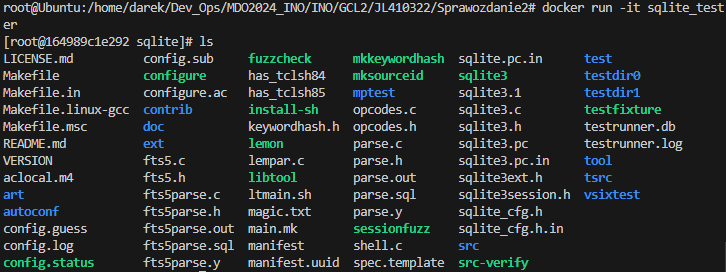 root@Ubuntu:/home/darek/Dev_Ops/MDO2024_INO/INO/GCL2/JL410322/Sprawozdanie2# docker run -it sqlite_test
er
[root@164989c1e292 sqlite]# ls
LICENSE.md config.sub fuzzcheck mkkeywordhash sqlite.pc.in test
Makefile configure has_tclsh84 mksourceid sqlite3 testdir0
Makefile.in configure.ac has_tclsh85 mptest sqlite3.1 testdir1
Makefile.linux-gcc contrib install-sh opcodes.c sqlite3.c testfixture
Makefile.msc doc keywordhash.h opcodes.h sqlite3.h testrunner.db
README.md ext lemon parse.c sqlite3.pc testrunner.log
VERSION fts5.c lempar.c parse.h sqlite3.pc.in tool
aclocal.m4 fts5.h libtool parse.out sqlite3ext.h tsrc
art fts5parse.c ltmain.sh parse.sql sqlite3session.h vsixtest
autoconf fts5parse.h magic.txt parse.y sqlite_cfg.h
config.guess fts5parse.out main.mk sessionfuzz sqlite_cfg.h.in
config.log fts5parse.sql manifest shell.c src
config.status fts5parse.y manifest.uuid spec.template src-verify